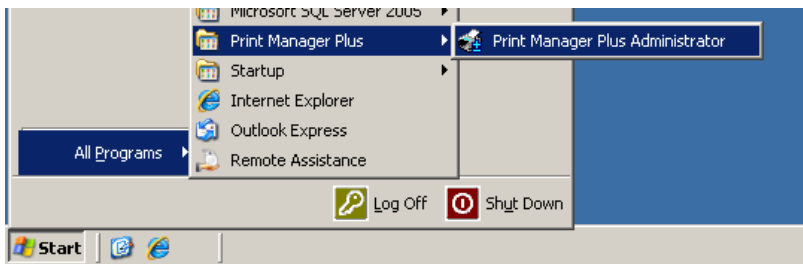 Microsoft SQL Server 2005
Print Manager Plus
Print Manager Plus Administrator
Startup
Internet Explorer
Outlook Express
All Programs
Remote Assistance
Log Off
Shut Down
Start